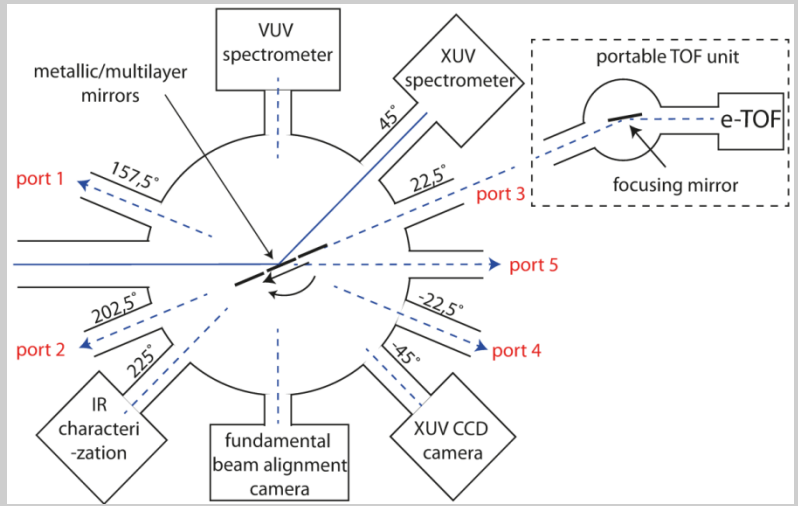 VUV
spectrometer
metallic/multilayer
mirrors
XUV
spectrometer
45°
portable TOF unit
e-TOF
focusing mirror
port 1
157,5°
22,5°
port 3
port 5
202,5°
port 2
-22,5°
port 4
225°
-45°
IR
characteri
-zation
fundamental
beam alignment
camera
XUV CCD
camera